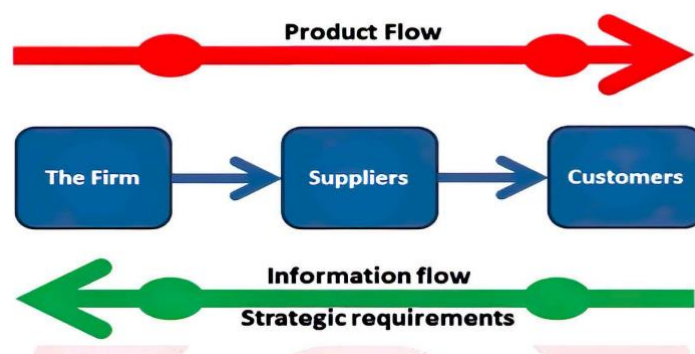 Product Flow
The Firm
Suppliers
Customers
Information flow
Strategic requirements